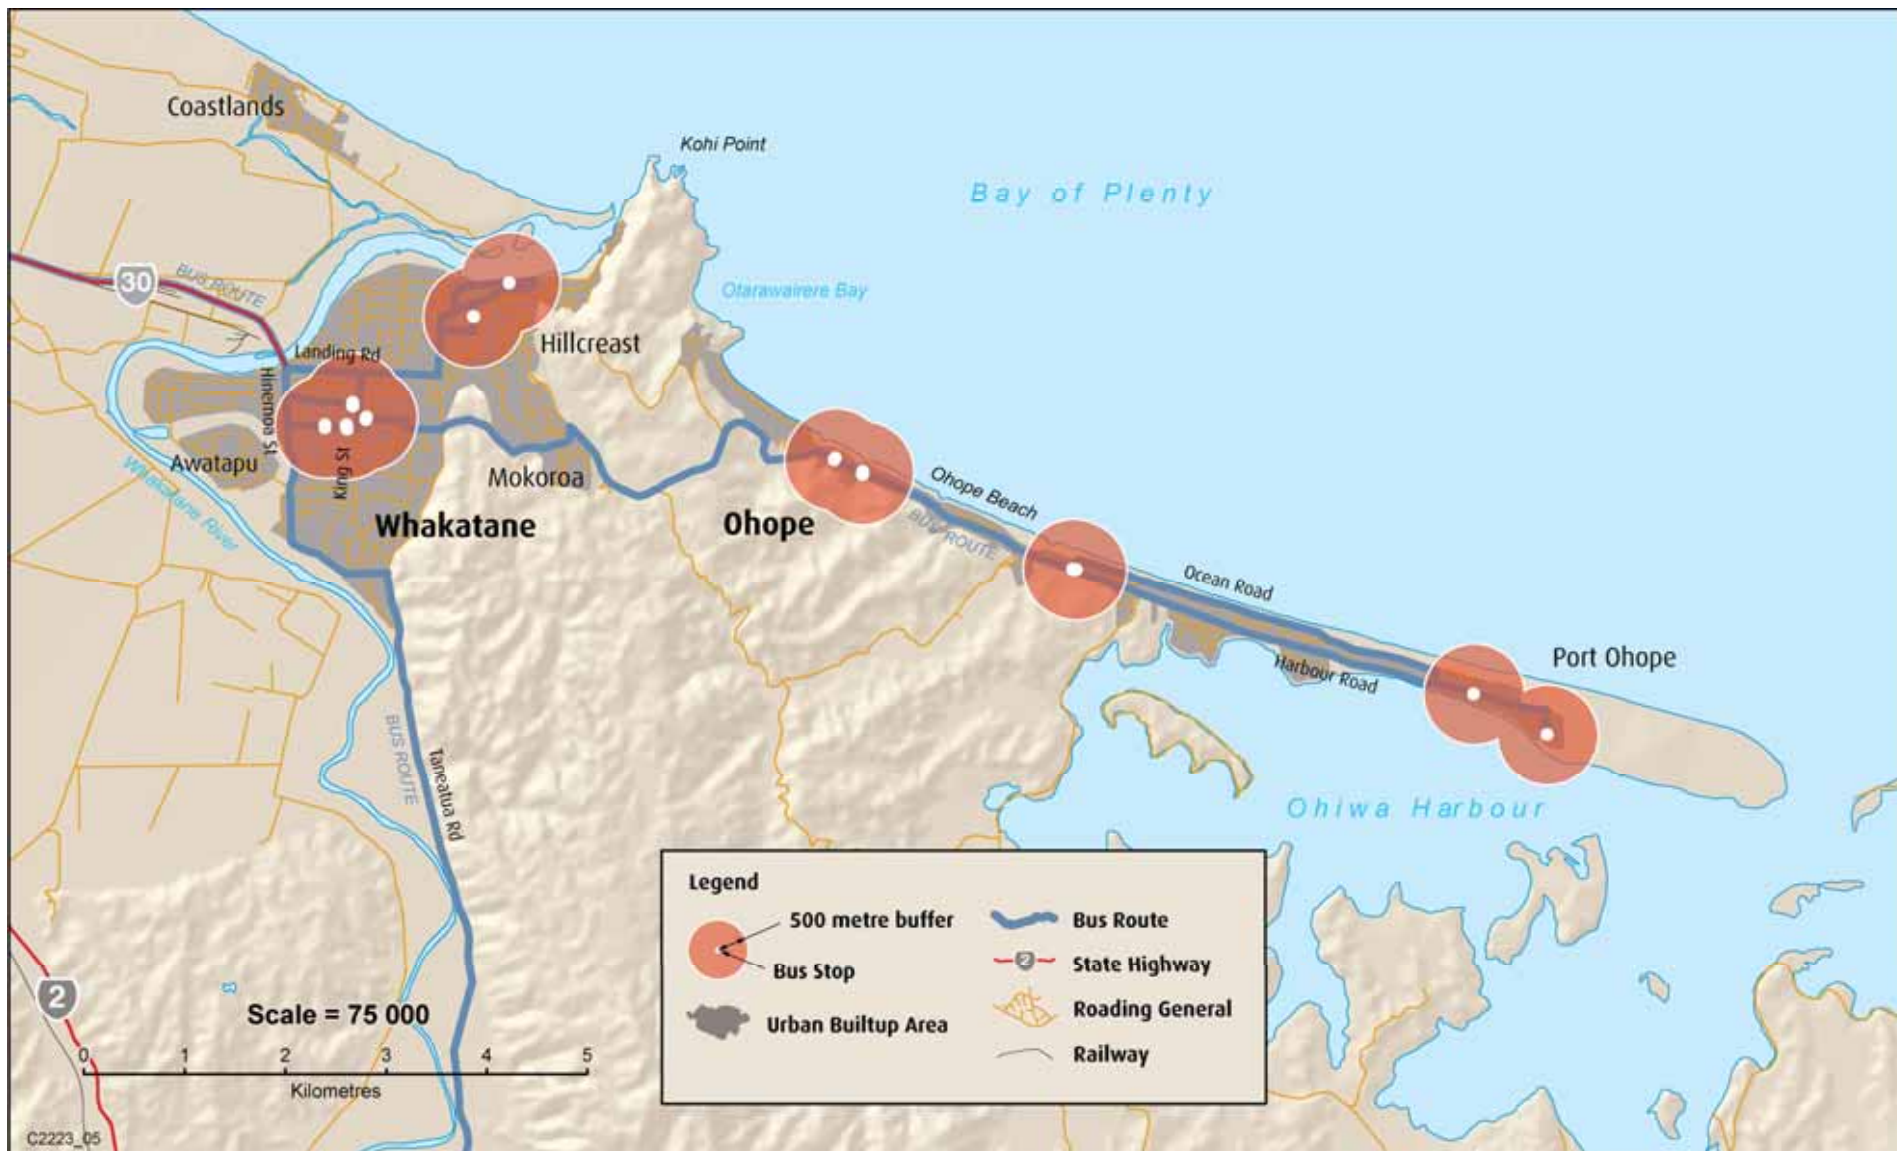 Coastlands
Kohi Point
Bay of Plenty
30
BUS ROUTE
Otarawairere Bay
Hillcreast
Landing Rd
Hinemoa St
King St
Awatapu
Whakatane River
Mokoroa
Whakatane
Ohope
Ohope Beach
BUS ROUTE
Ocean Road
Harbour Road
Port Ohope
BUS ROUTE
Taneatua Rd
Ohiwa Harbour
2
Scale = 75 000
0 1 2 3 4 5
Kilometres
C2223_05
Legend
500 metre buffer
Bus Stop
Urban Builtup Area
Bus Route
2
State Highway
Roading General
Railway